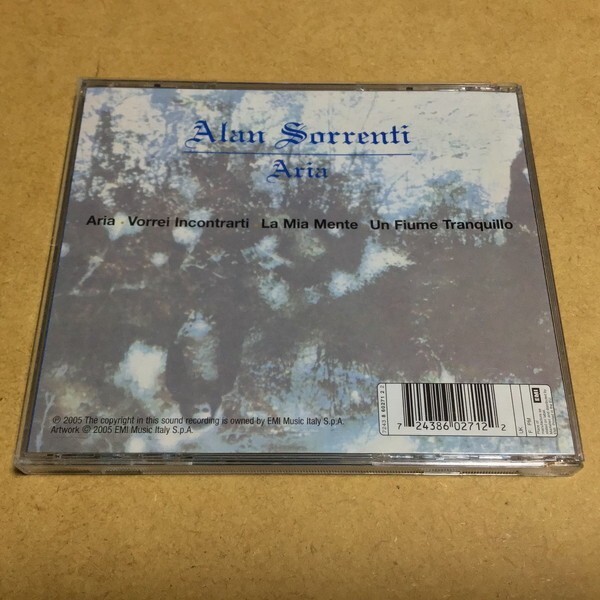 Alan Sorrenti
Aria
Aria · Vorrei Incontrarti La Mia Mente Un Fiume Tranquillo
℗ 2005 The copyright in this sound recording is owned by EMI Music Italy S.p.A.
Artwork © 2005 EMI Music Italy S.p.A.
EMI
7 24386 02712 2